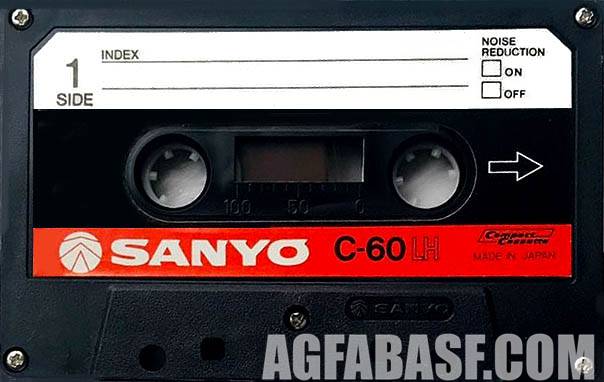 1
SIDE
INDEX
NOISE
REDUCTION
ON
OFF
100 50 0
SANYO C-60 LH
Compact
Cassette
MADE IN JAPAN
SANYO
AGFABASF.COM